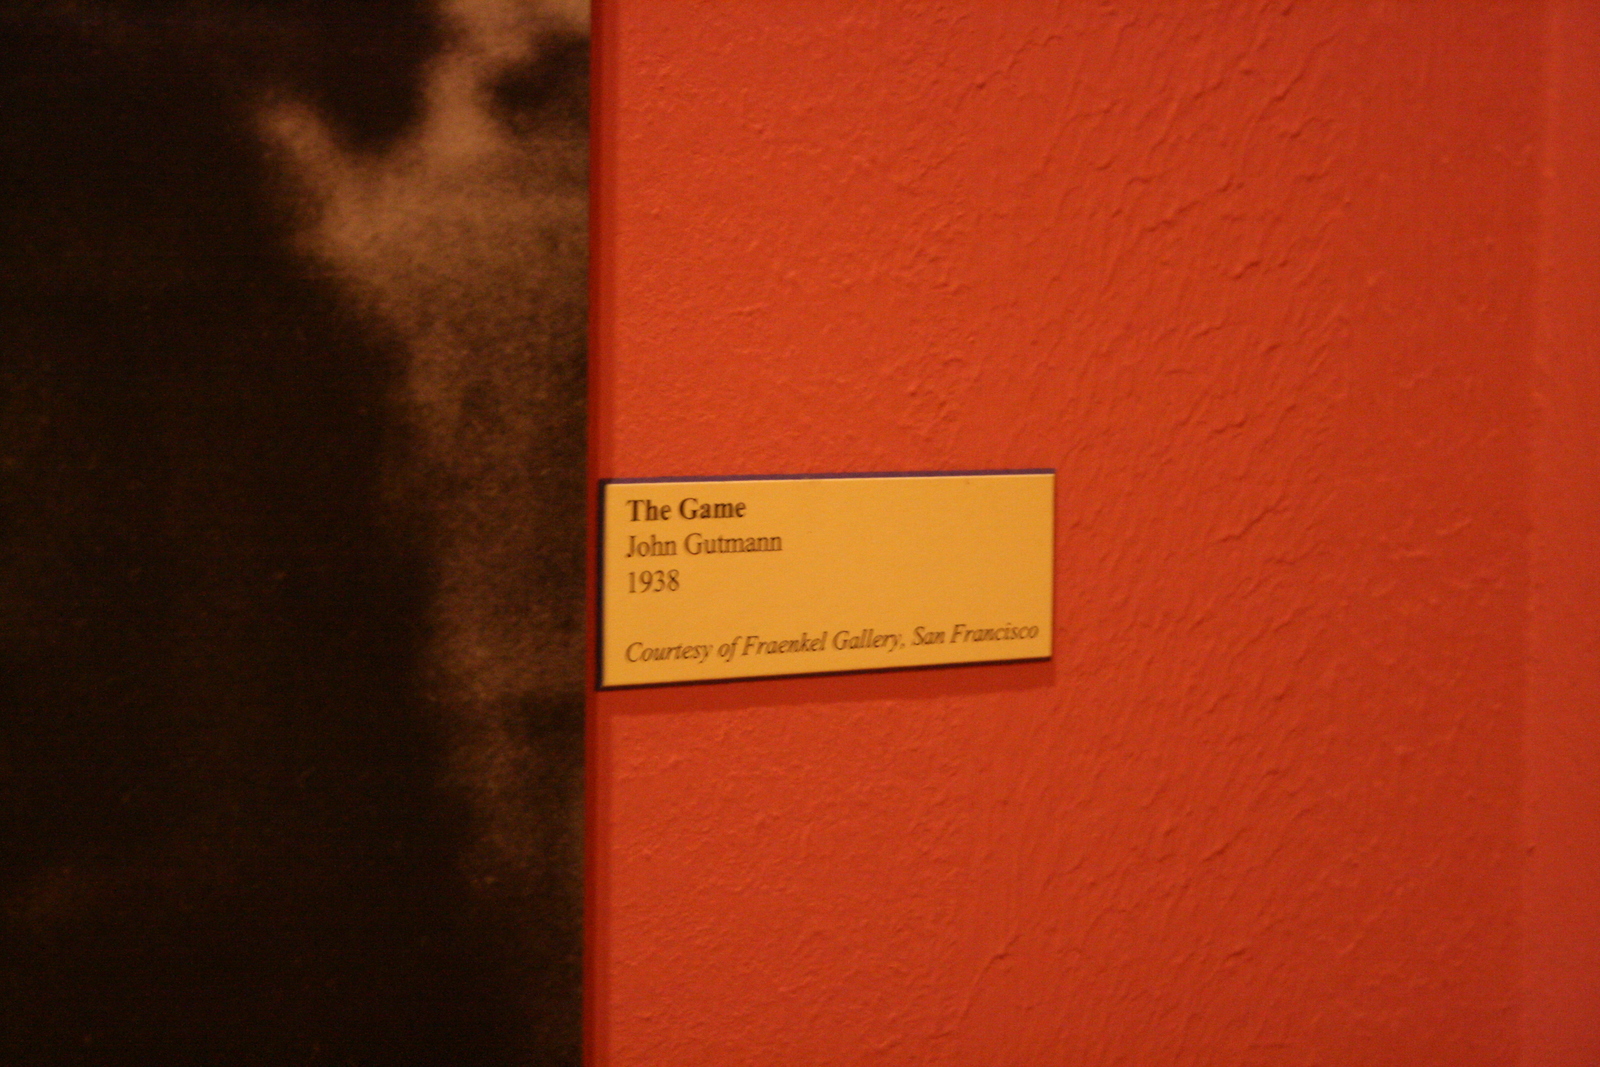 The Game
John Gutmann
1938
Courtesy of Fraenkel Gallery, San Francisco